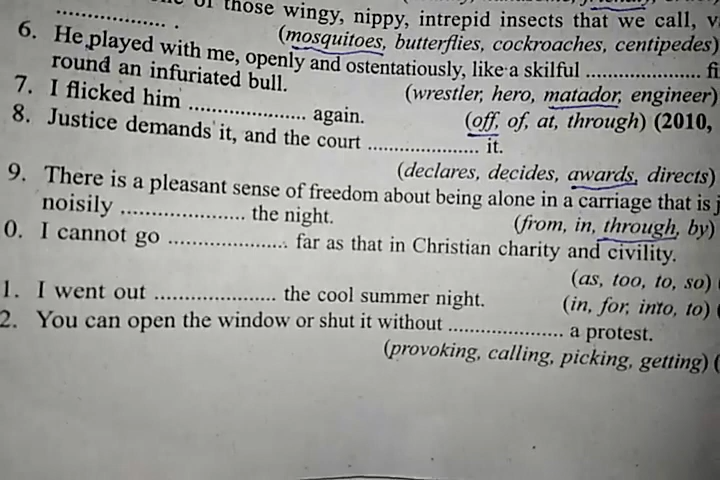 those wingy, nippy, intrepid insects that we call,
.................. . (mosquitoes, butterflies, cockroaches, centipedes)
6. He played with me, openly and ostentatiously, like a skilful .....................
round an infuriated bull. (wrestler, hero, matador, engineer)
7. I flicked him ..................... again. (off, of, at, through) (2010,
8. Justice demands it, and the court .................... it.
(declares, decides, awards, directs)
9. There is a pleasant sense of freedom about being alone in a carriage that is
noisily ...................... the night. (from, in, through, by)
0. I cannot go ..................... far as that in Christian charity and civility.
(as, too, to, so)
1. I went out ..................... the cool summer night. (in, for, into, to)
2. You can open the window or shut it without .................... a protest.
(provoking, calling, picking, getting) (